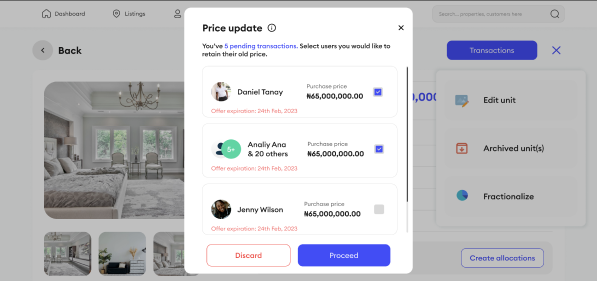 Dashboard
Listings
Search...properties, customers here
Price update
You've 5 pending transactions. Select users you would like to
retain their old price.
Back
Transactions
Daniel Tanay
Purchase price
₦65,000,000.00
Offer expiration: 24th Feb, 2023
Edit unit
5+
Analiy Ana
& 20 others
Purchase price
₦65,000,000.00
Offer expiration: 24th Feb, 2023
Archived unit(s)
Fractionalize
Jenny Wilson
Purchase price
₦65,000,000.00
Offer expiration: 24th Feb, 2023
Discard
Proceed
Create allocations